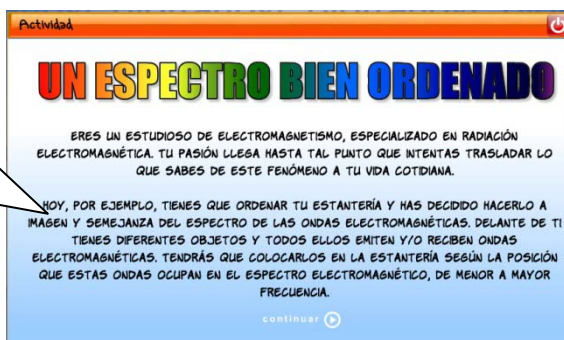 Actividad
UN ESPECTRO BIEN ORDENADO
ERES UN ESTUDIOSO DE ELECTROMAGNETISMO, ESPECIALIZADO EN RADIACIÓN
ELECTROMAGNÉTICA. TU PASIÓN LLEGA HASTA TAL PUNTO QUE INTENTAS TRASLADAR LO
QUE SABES DE ESTE FENÓMENO A TU VIDA COTIDIANA.
HOY, POR EJEMPLO, TIENES QUE ORDENAR TU ESTANTERÍA Y HAS DECIDIDO HACERLO A
IMAGEN Y SEMEJANZA DEL ESPECTRO DE LAS ONDAS ELECTROMAGNÉTICAS. DELANTE DE TI
TIENES DIFERENTES OBJETOS Y TODOS ELLOS EMITEN Y/O RECIBEN ONDAS
ELECTROMAGNÉTICAS. TENDRÁS QUE COLOCARLOS EN LA ESTANTERÍA SEGÚN LA POSICIÓN
QUE ESTAS ONDAS OCUPAN EN EL ESPECTRO ELECTROMAGNÉTICO, DE MENOR A MAYOR
FRECUENCIA.
continuar